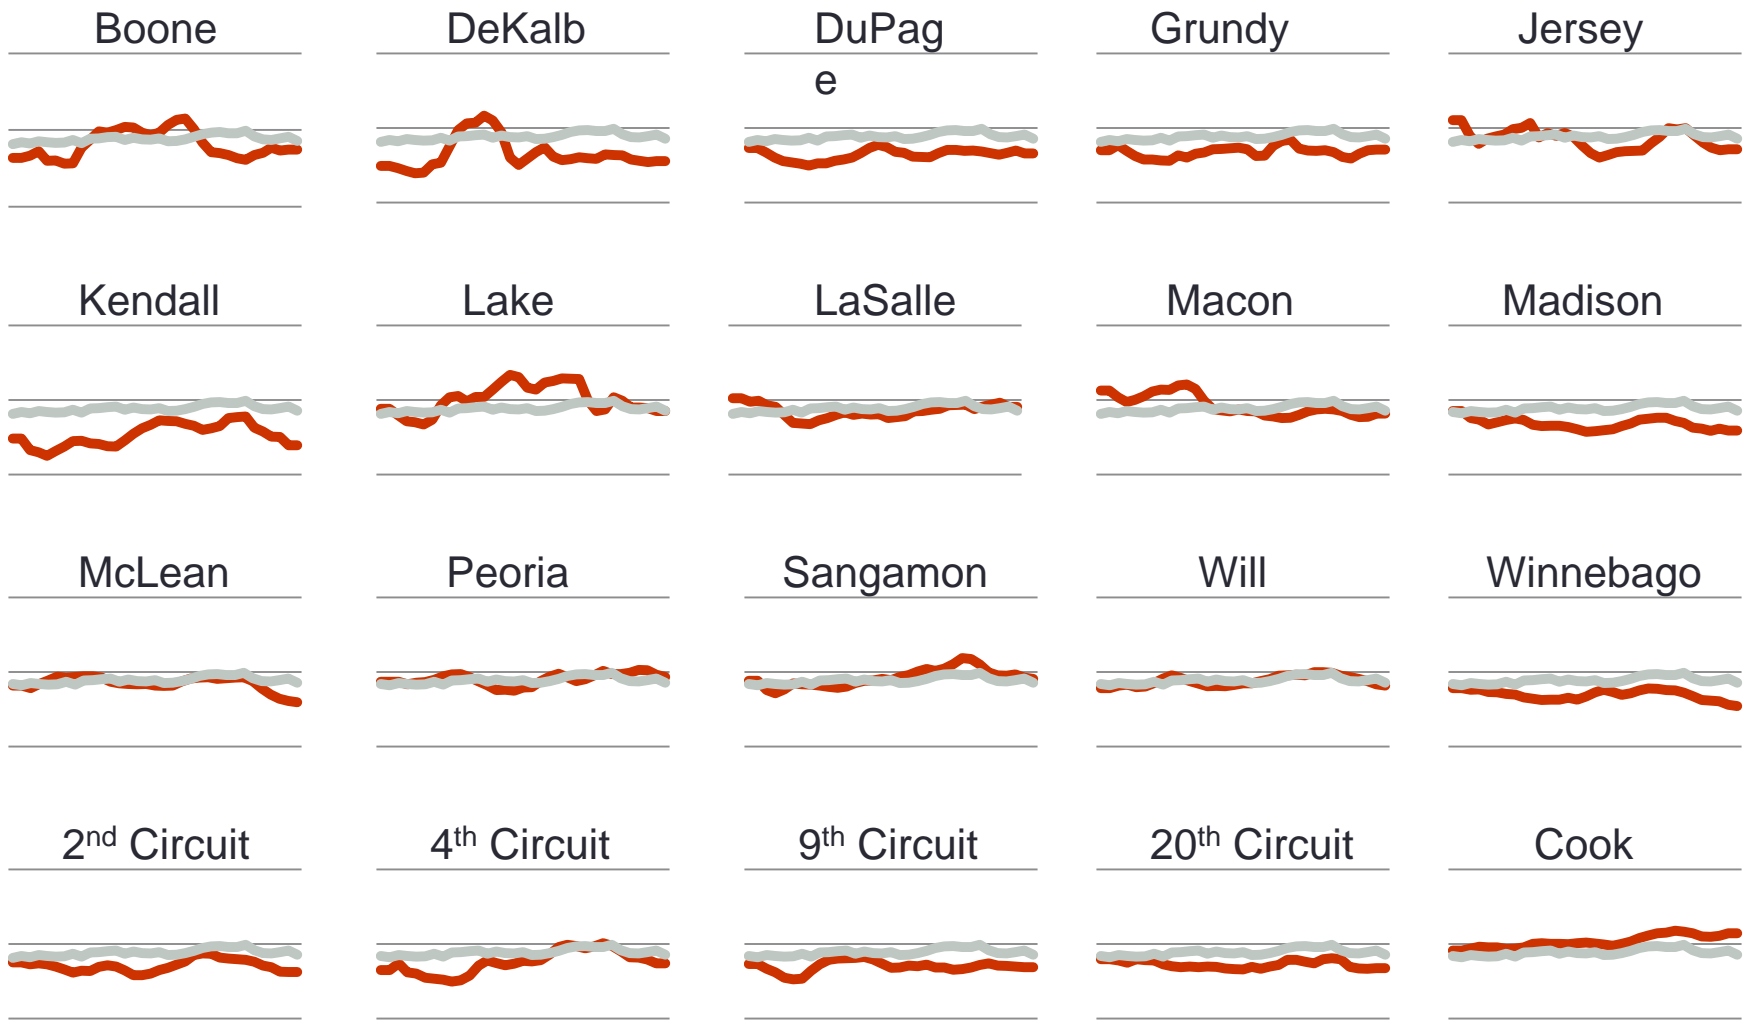 Boone
DeKalb
DuPag
e
Grundy
Jersey
Kendall
Lake
LaSalle
Macon
Madison
McLean
Peoria
Sangamon
Will
Winnebago
2nd Circuit
4th Circuit
9th Circuit
20th Circuit
Cook